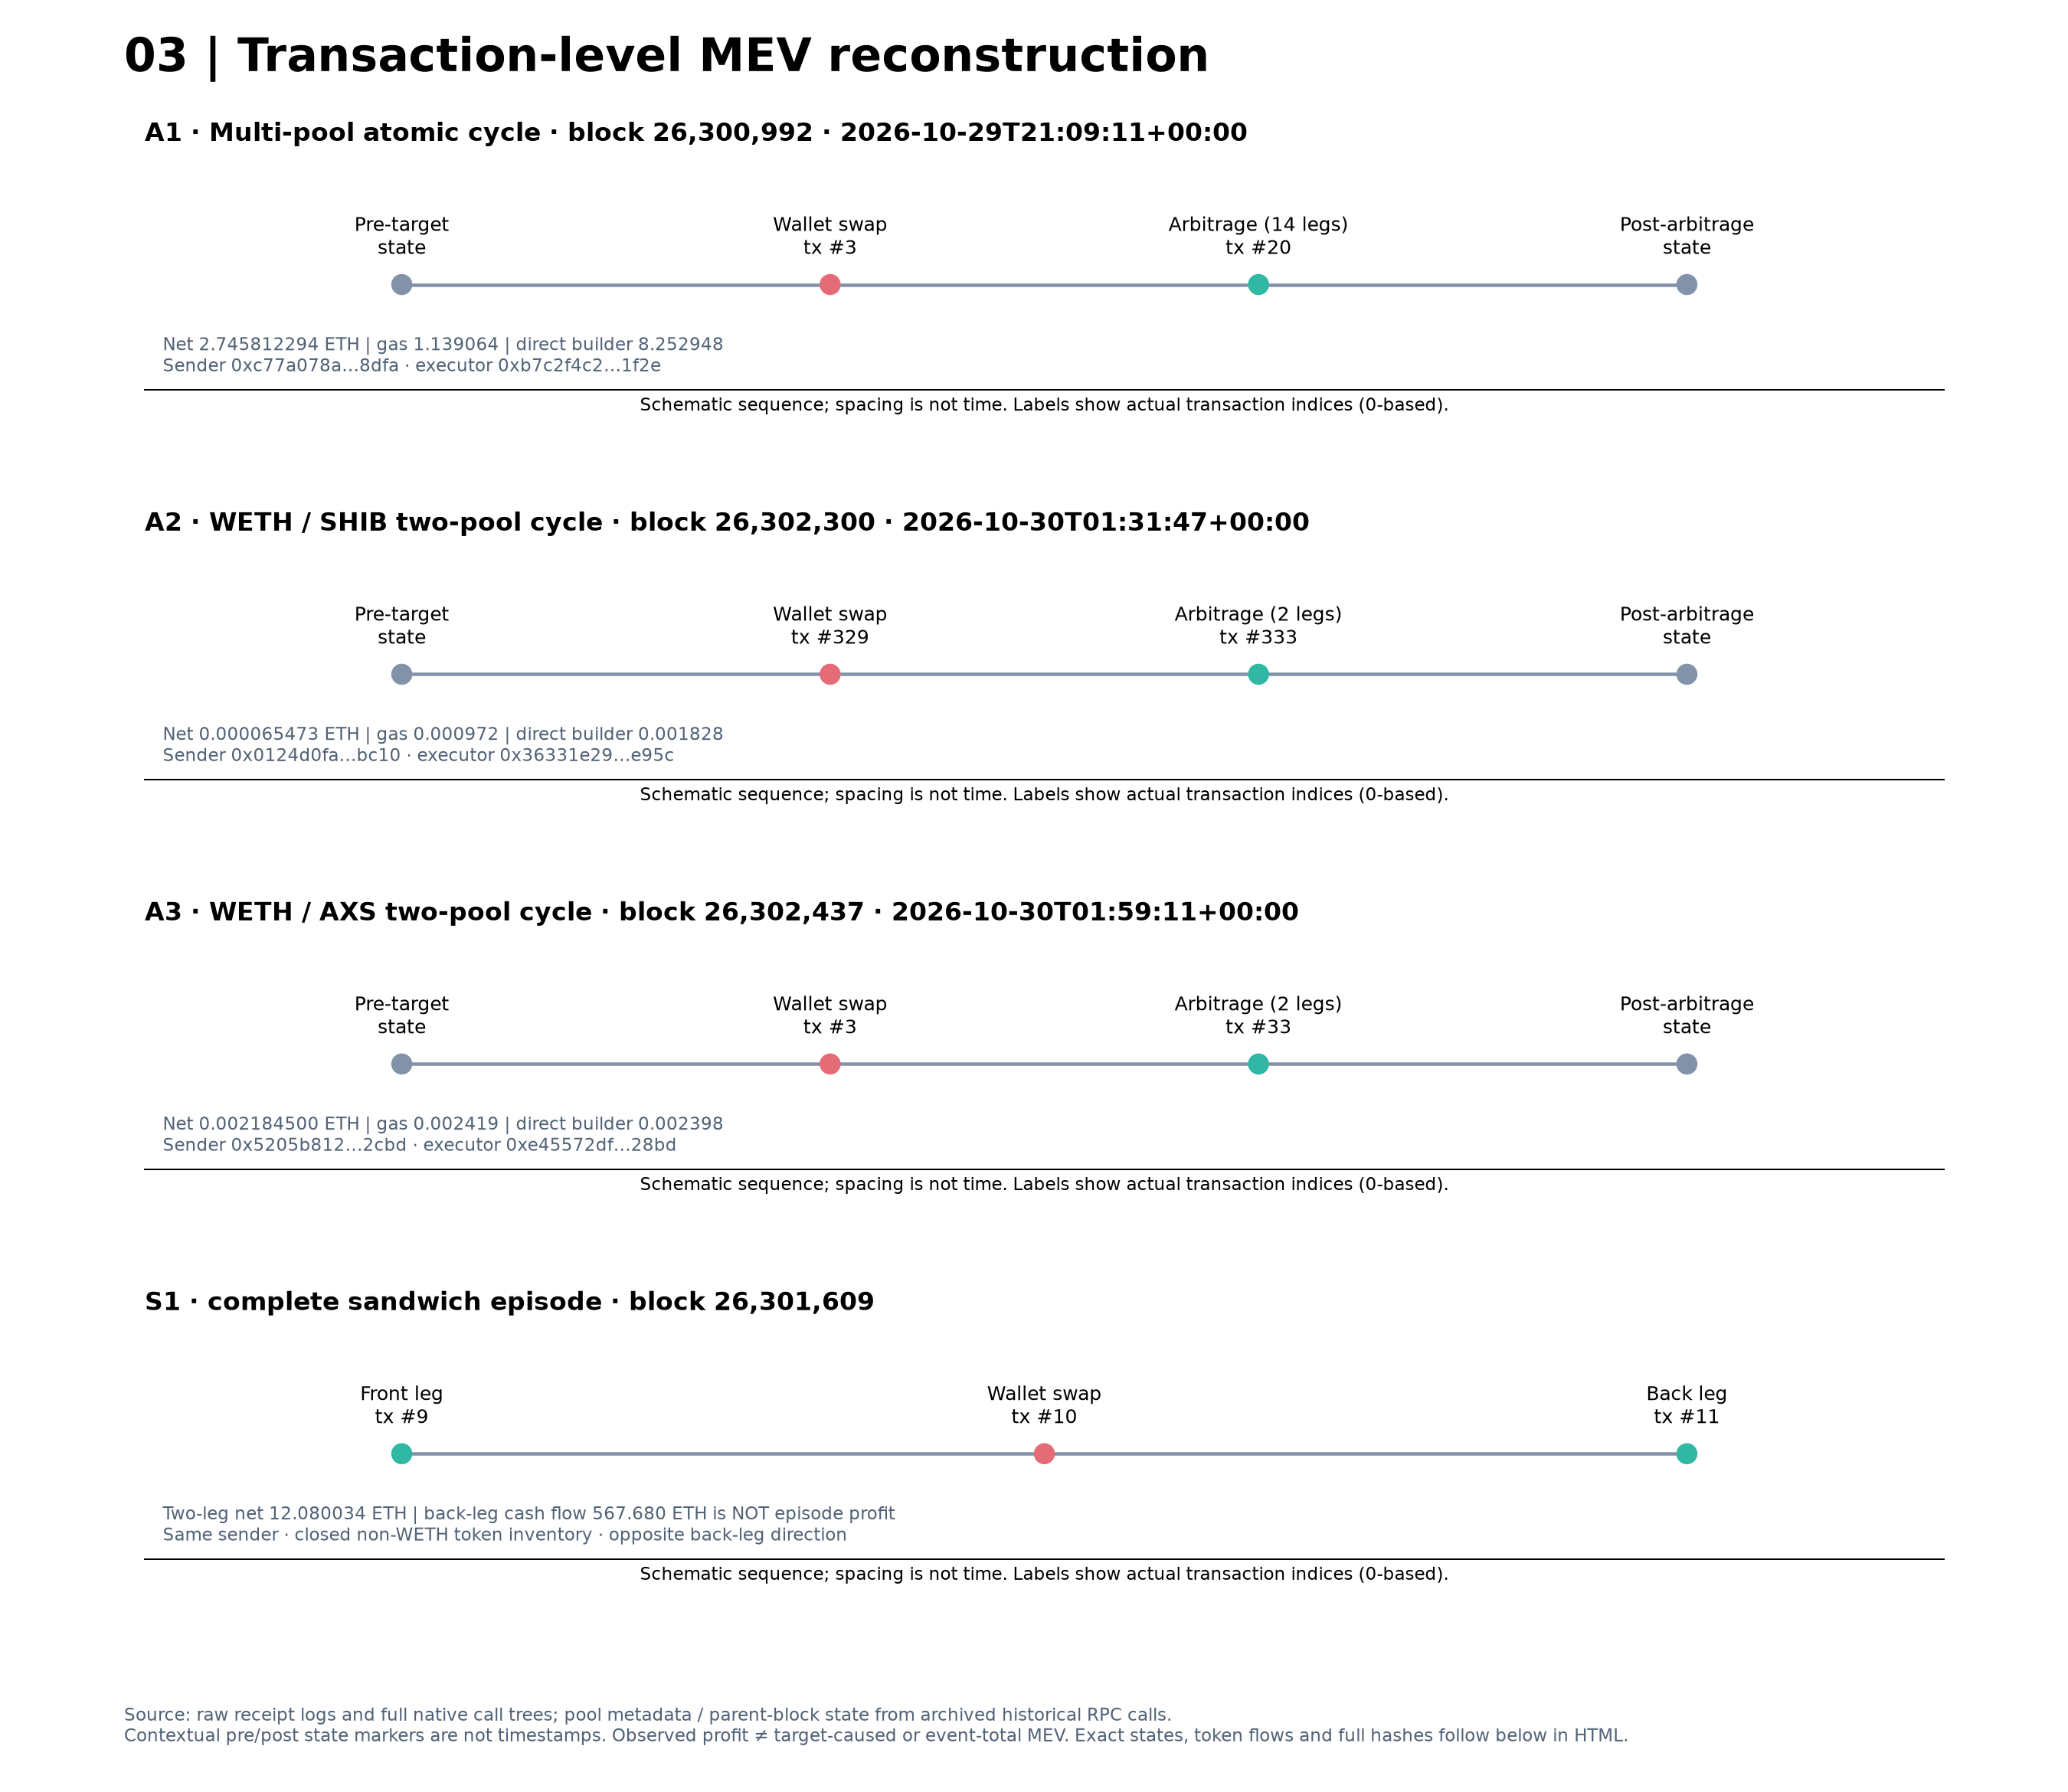 03 | Transaction-level MEV reconstruction
A1 · Multi-pool atomic cycle · block 26,300,992 · 2026-10-29T21:09:11+00:00
Pre-target
state
Wallet swap
tx #3
Arbitrage (14 legs)
tx #20
Post-arbitrage
state
Net 2.745812294 ETH | gas 1.139064 | direct builder 8.252948
Sender 0xc77a078a…8dfa · executor 0xb7c2f4c2…1f2e
Schematic sequence; spacing is not time. Labels show actual transaction indices (0-based).
A2 · WETH / SHIB two-pool cycle · block 26,302,300 · 2026-10-30T01:31:47+00:00
Pre-target
state
Wallet swap
tx #329
Arbitrage (2 legs)
tx #333
Post-arbitrage
state
Net 0.000065473 ETH | gas 0.000972 | direct builder 0.001828
Sender 0x0124d0fa…bc10 · executor 0x36331e29…e95c
Schematic sequence; spacing is not time. Labels show actual transaction indices (0-based).
A3 · WETH / AXS two-pool cycle · block 26,302,437 · 2026-10-30T01:59:11+00:00
Pre-target
state
Wallet swap
tx #3
Arbitrage (2 legs)
tx #33
Post-arbitrage
state
Net 0.002184500 ETH | gas 0.002419 | direct builder 0.002398
Sender 0x5205b812…2cbd · executor 0xe45572df…28bd
Schematic sequence; spacing is not time. Labels show actual transaction indices (0-based).
S1 · complete sandwich episode · block 26,301,609
Front leg
tx #9
Wallet swap
tx #10
Back leg
tx #11
Two-leg net 12.080034 ETH | back-leg cash flow 567.680 ETH is NOT episode profit
Same sender · closed non-WETH token inventory · opposite back-leg direction
Schematic sequence; spacing is not time. Labels show actual transaction indices (0-based).
Source: raw receipt logs and full native call trees; pool metadata / parent-block state from archived historical RPC calls.
Contextual pre/post state markers are not timestamps. Observed profit ≠ target-caused or event-total MEV. Exact states, token flows and full hashes follow below in HTML.